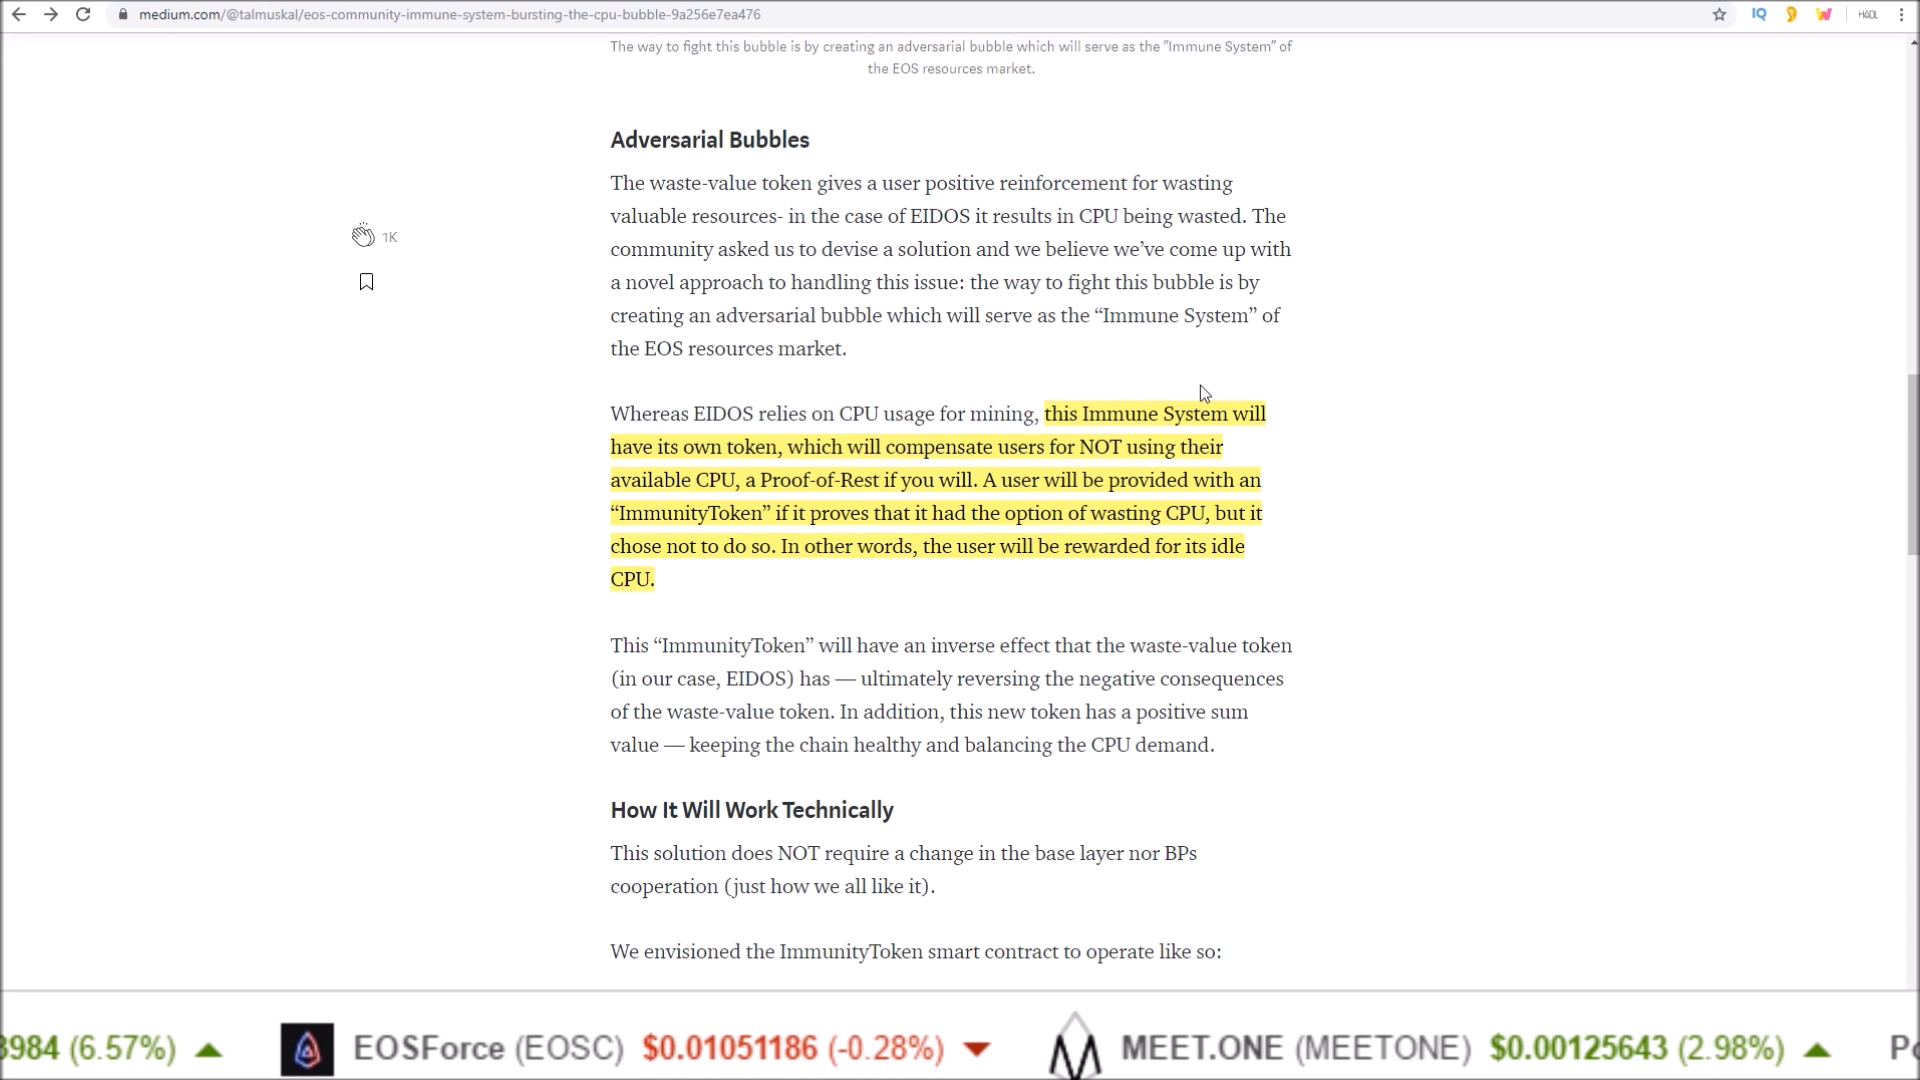 medium.com/@talmuskal/eos-community-immune-system-bursting-the-cpu-bubble-9a256e7ea476
The way to fight this bubble is by creating an adversarial bubble which will serve as the "Immune System" of
the EOS resources market.
Adversarial Bubbles
The waste-value token gives a user positive reinforcement for wasting
valuable resources- in the case of EIDOS it results in CPU being wasted. The
community asked us to devise a solution and we believe we’ve come up with
a novel approach to handling this issue: the way to fight this bubble is by
creating an adversarial bubble which will serve as the “Immune System” of
the EOS resources market.
1K
Whereas EIDOS relies on CPU usage for mining, this Immune System will
have its own token, which will compensate users for NOT using their
available CPU, a Proof-of-Rest if you will. A user will be provided with an
“ImmunityToken” if it proves that it had the option of wasting CPU, but it
chose not to do so. In other words, the user will be rewarded for its idle
CPU.
This “ImmunityToken” will have an inverse effect that the waste-value token
(in our case, EIDOS) has — ultimately reversing the negative consequences
of the waste-value token. In addition, this new token has a positive sum
value — keeping the chain healthy and balancing the CPU demand.
How It Will Work Technically
This solution does NOT require a change in the base layer nor BPs
cooperation (just how we all like it).
We envisioned the ImmunityToken smart contract to operate like so:
3984 (6.57%) EOSForce (EOSC) $0.01051186 (-0.28%) MEET.ONE (MEETONE) $0.00125643 (2.98%)